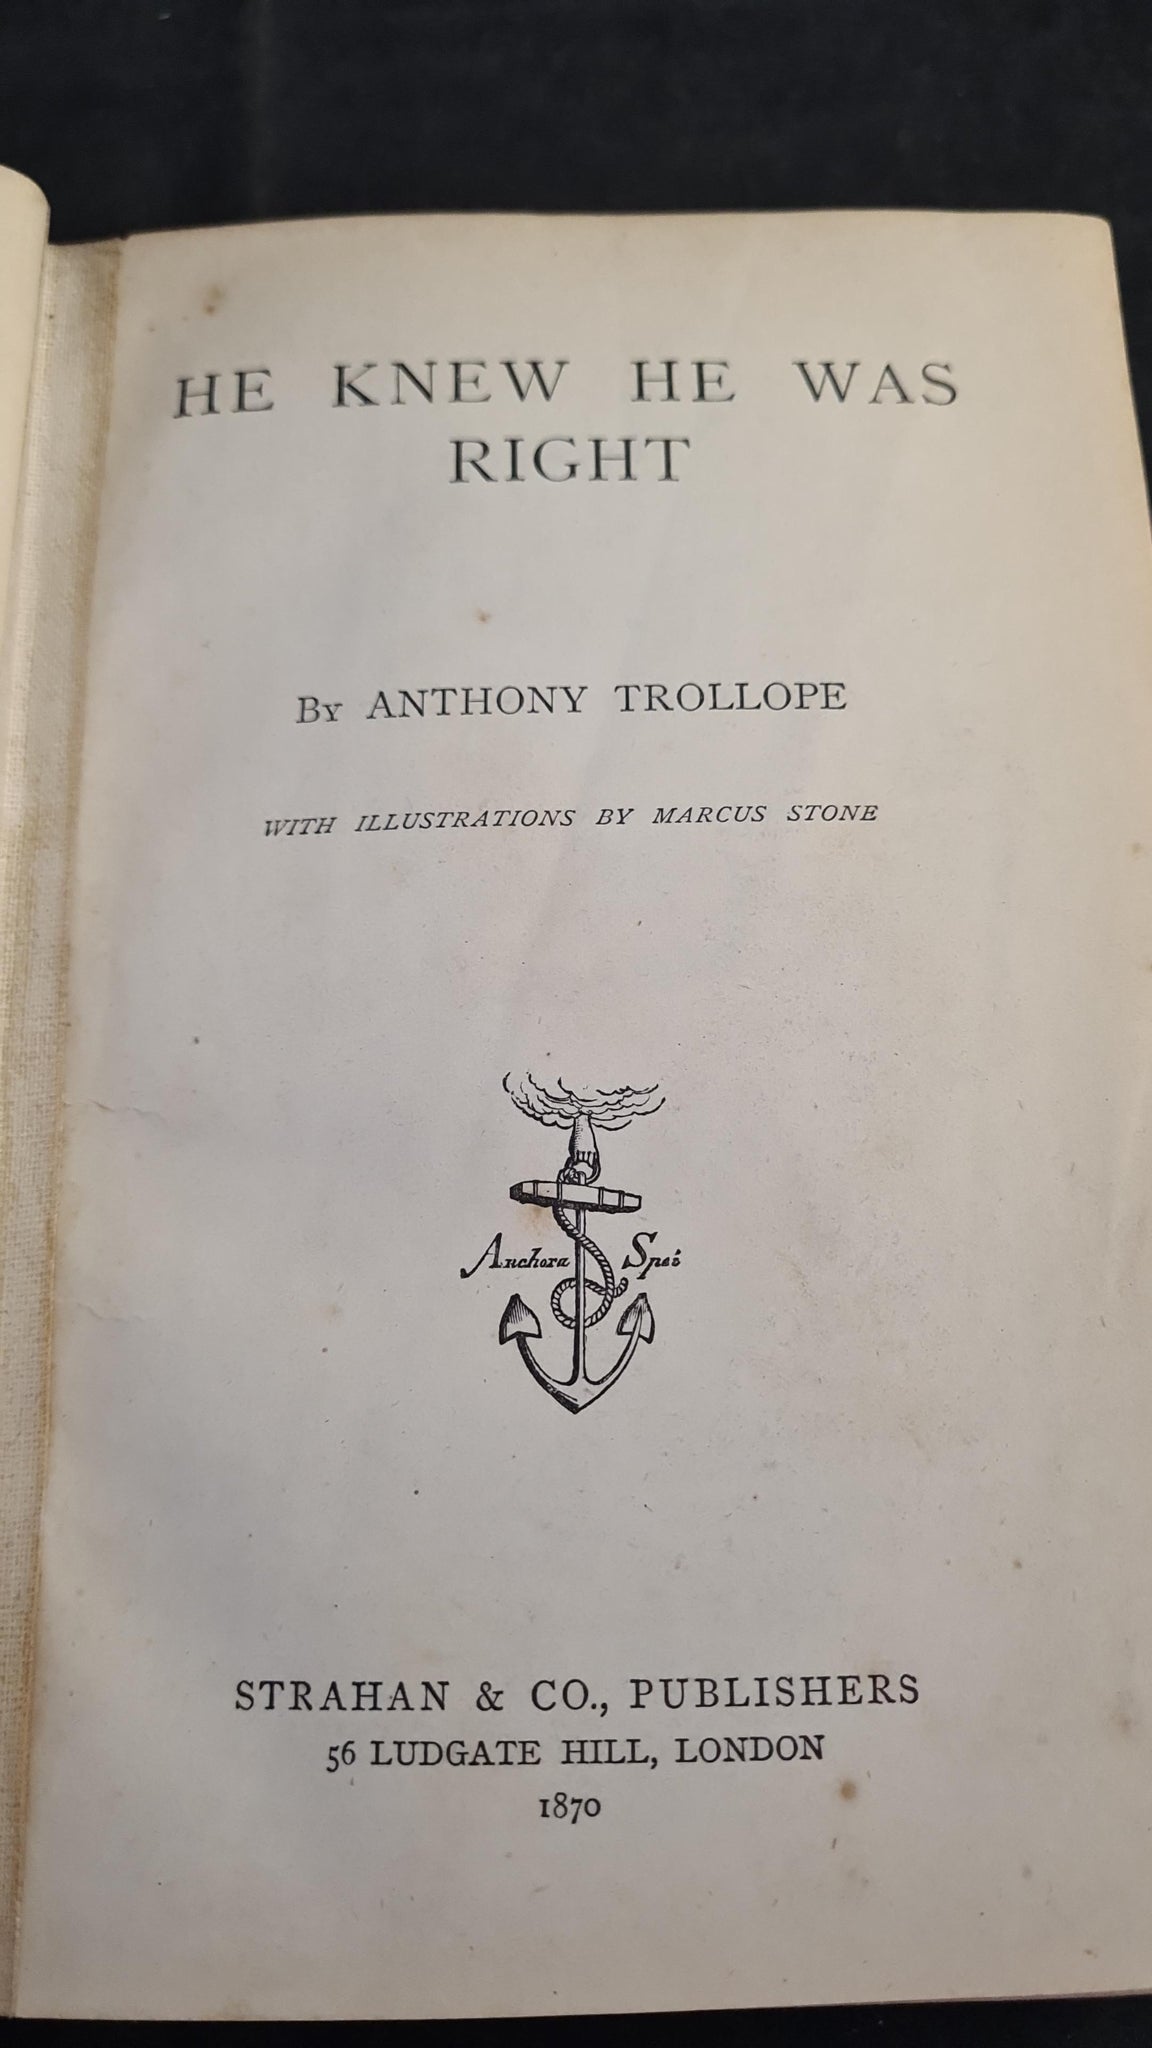 HE KNEW HE WAS
RIGHT
By ANTHONY TROLLOPE
WITH ILLUSTRATIONS BY MARCUS STONE
Anchora Spei
STRAHAN & CO., PUBLISHERS
56 LUDGATE HILL, LONDON
1870